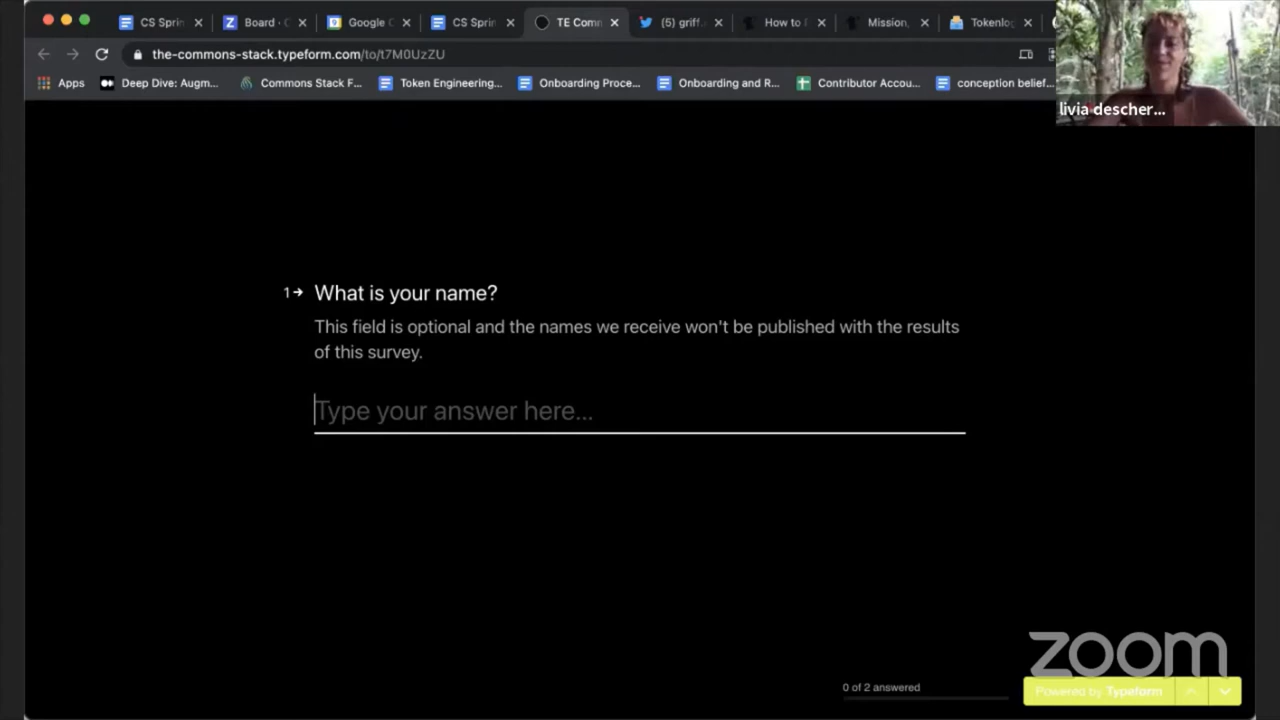 CS Sprin
Board · C
Google C
CS Sprin
TE Comm
(5) griff.
How to F
Mission,
Tokenlog
the-commons-stack.typeform.com/to/t7M0UzZU
Apps
Deep Dive: Augm...
Commons Stack F...
Token Engineering...
Onboarding Proce...
Onboarding and R...
Contributor Accou...
conception belief...
livia descher...
1→ What is your name?
This field is optional and the names we receive won't be published with the results
of this survey.
Type your answer here...
zoom
0 of 2 answered
Powered by Typeform